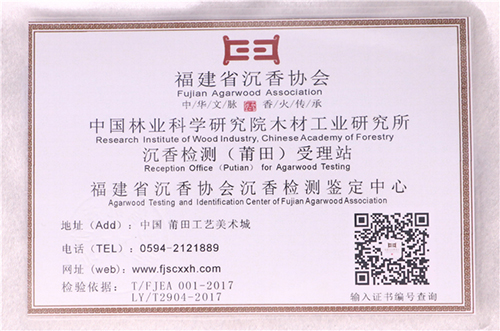 福建省沉香协会
Fujian Agarwood Association
中/华/文/脉 香/火/传/承
中国林业科学研究院木材工业研究所
Research Institute of Wood Industry, Chinese Academy of Forestry
沉香检测（莆田）受理站
Reception Office (Putian) for Agarwood Testing
福建省沉香协会沉香检测鉴定中心
Agarwood Testing and Identification Center of Fujian Agarwood Association
地址（Add）：中国 莆田工艺美术城
电话（TEL）：0594-2121889
网址（web）：www.fjscxxh.com
检验依据： T/FJEA 001-2017
LY/T2904-2017
输入证书编号查询